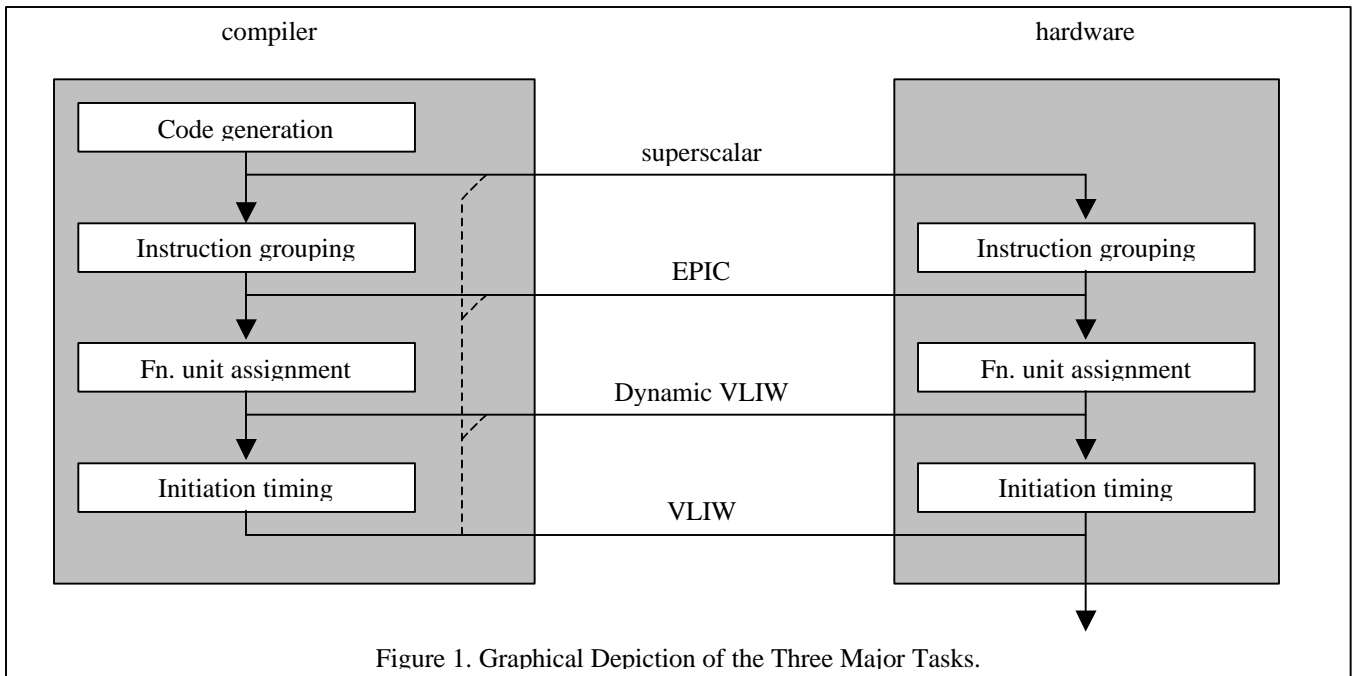 compiler
hardware
Code generation
superscalar
Instruction grouping
Instruction grouping
EPIC
Fn. unit assignment
Fn. unit assignment
Dynamic VLIW
Initiation timing
Initiation timing
VLIW
Figure 1. Graphical Depiction of the Three Major Tasks.